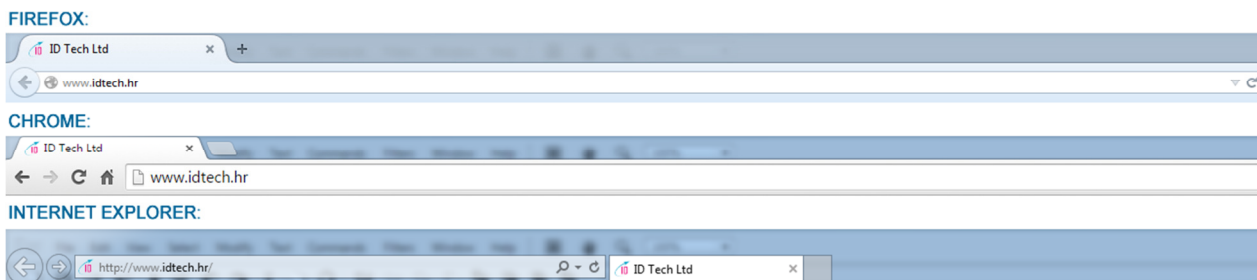 FIREFOX:
ID Tech Ltd
www.idtech.hr
CHROME:
ID Tech Ltd
www.idtech.hr
INTERNET EXPLORER:
http://www.idtech.hr/
ID Tech Ltd